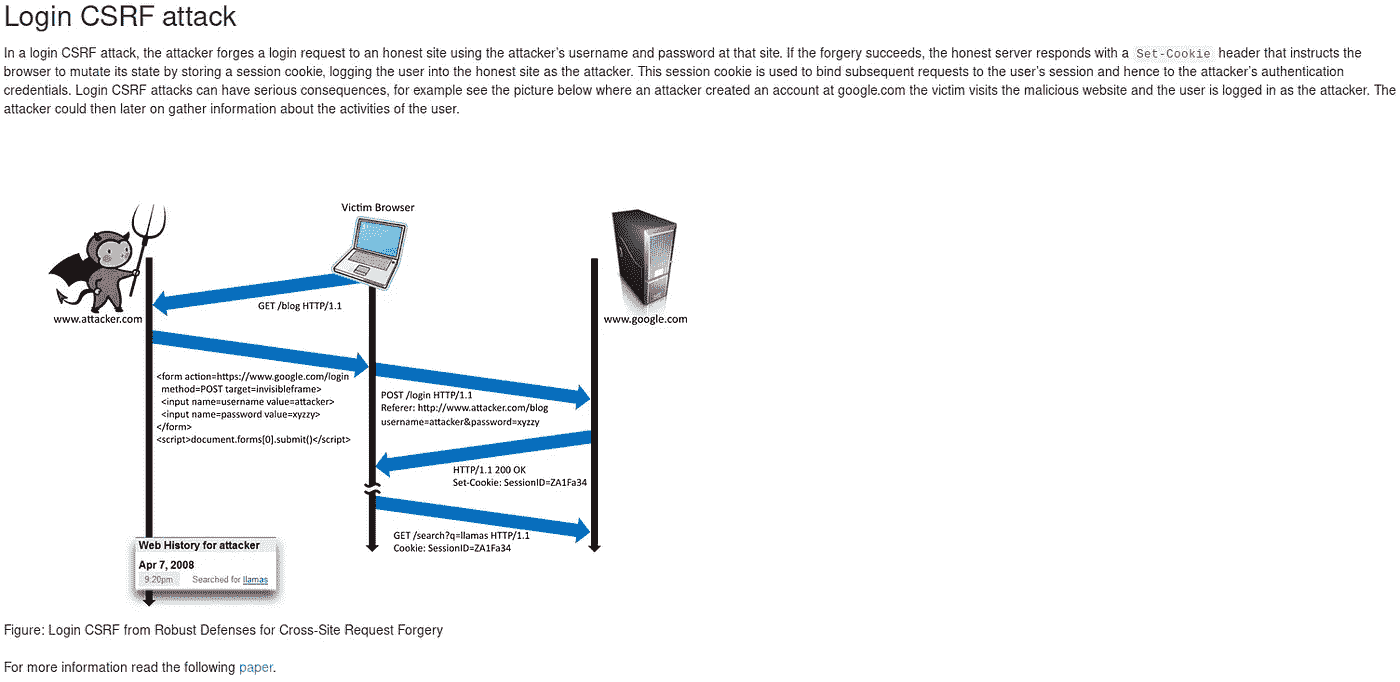 Login CSRF attack
In a login CSRF attack, the attacker forges a login request to an honest site using the attacker's username and password at that site. If the forgery succeeds, the honest server responds with a Set-Cookie header that instructs the
browser to mutate its state by storing a session cookie, logging the user into the honest site as the attacker. This session cookie is used to bind subsequent requests to the user's session and hence to the attacker's authentication
credentials. Login CSRF attacks can have serious consequences, for example see the picture below where an attacker created an account at google.com the victim visits the malicious website and the user is logged in as the attacker. The
attacker could then later on gather information about the activities of the user.
Victim Browser
www.attacker.com
www.google.com
GET /blog HTTP/1.1
<form action=https://www.google.com/login
method=POST target=invisibleframe>
<input name=username value=attacker>
<input name=password value=xyzzy>
</form>
<script>document.forms[0].submit()</script>
POST /login HTTP/1.1
Referer: http://www.attacker.com/blog
username=attacker&password=xyzzy
HTTP/1.1 200 OK
Set-Cookie: SessionID=ZA1Fa34
GET /search?q=llamas HTTP/1.1
Cookie: SessionID=ZA1Fa34
Web History for attacker
Apr 7, 2008
9:20pm Searched for llamas
Figure: Login CSRF from Robust Defenses for Cross-Site Request Forgery
For more information read the following paper.